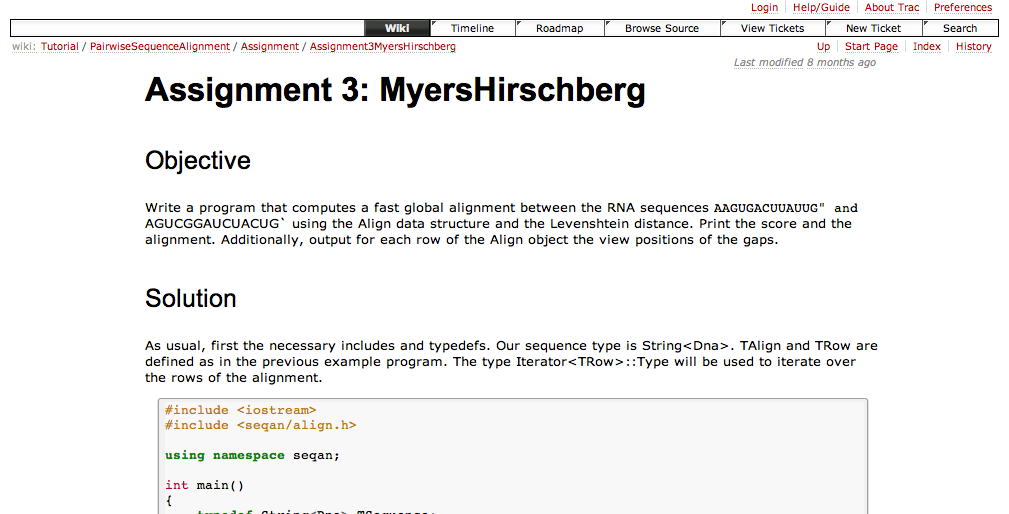 Login Help/Guide About Trac Preferences
Wiki Timeline Roadmap Browse Source View Tickets New Ticket Search
wiki: Tutorial / PairwiseSequenceAlignment / Assignment / Assignment3MyersHirschberg Up Start Page Index History
Last modified 8 months ago
Assignment 3: MyersHirschberg
Objective
Write a program that computes a fast global alignment between the RNA sequences AAGUGACUUAUUG" and
AGUCGGAUCUACUG` using the Align data structure and the Levenshtein distance. Print the score and the
alignment. Additionally, output for each row of the Align object the view positions of the gaps.
Solution
As usual, first the necessary includes and typedefs. Our sequence type is String<Dna>. TAlign and TRow are
defined as in the previous example program. The type Iterator<TRow>::Type will be used to iterate over
the rows of the alignment.
#include <iostream>
#include <seqan/align.h>
using namespace seqan;
int main()
{
typedef String<Dna> TSequence;